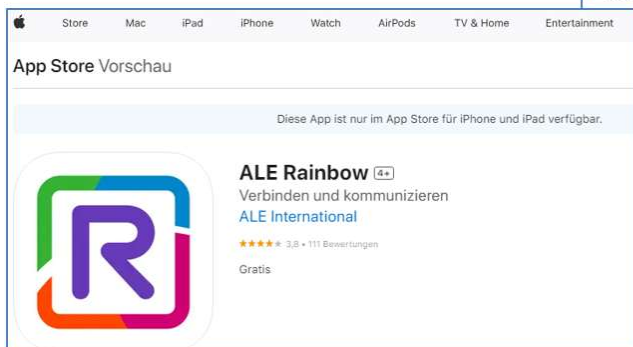 Store Mac iPad iPhone Watch AirPods TV & Home Entertainment
App Store Vorschau
Diese App ist nur im App Store für iPhone und iPad verfügbar.
ALE Rainbow 4+
Verbinden und kommunizieren
ALE International
3,8 • 111 Bewertungen
Gratis
R